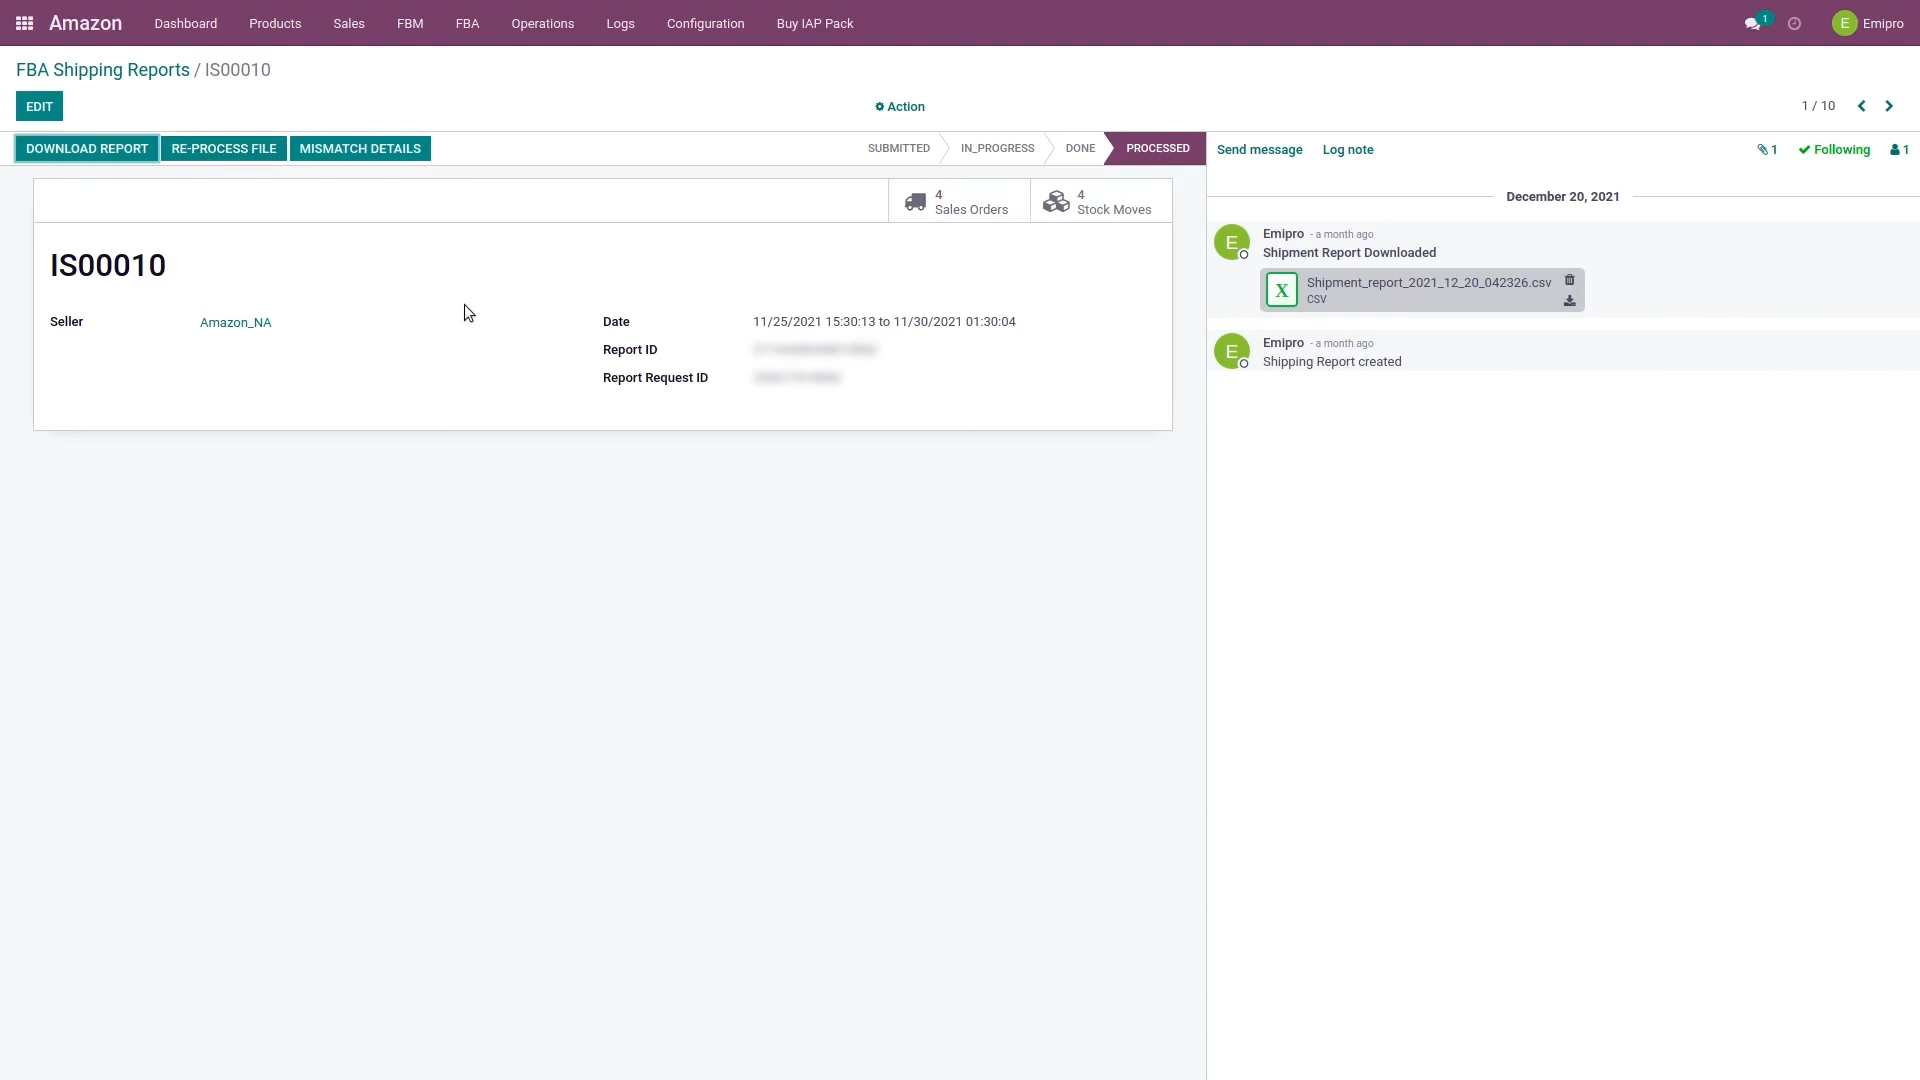 Amazon Dashboard Products Sales FBM FBA Operations Logs Configuration Buy IAP Pack 1 E Emipro
FBA Shipping Reports / IS00010
EDIT Action 1 / 10
DOWNLOAD REPORT RE-PROCESS FILE MISMATCH DETAILS SUBMITTED IN_PROGRESS DONE PROCESSED
Send message Log note 1 Following 1
4
Sales Orders
4
Stock Moves
IS00010
Seller Amazon_NA
Date 11/25/2021 15:30:13 to 11/30/2021 01:30:04
Report ID
Report Request ID
December 20, 2021
E
Emipro - a month ago
Shipment Report Downloaded
X
Shipment_report_2021_12_20_042326.csv
CSV
E
Emipro - a month ago
Shipping Report created